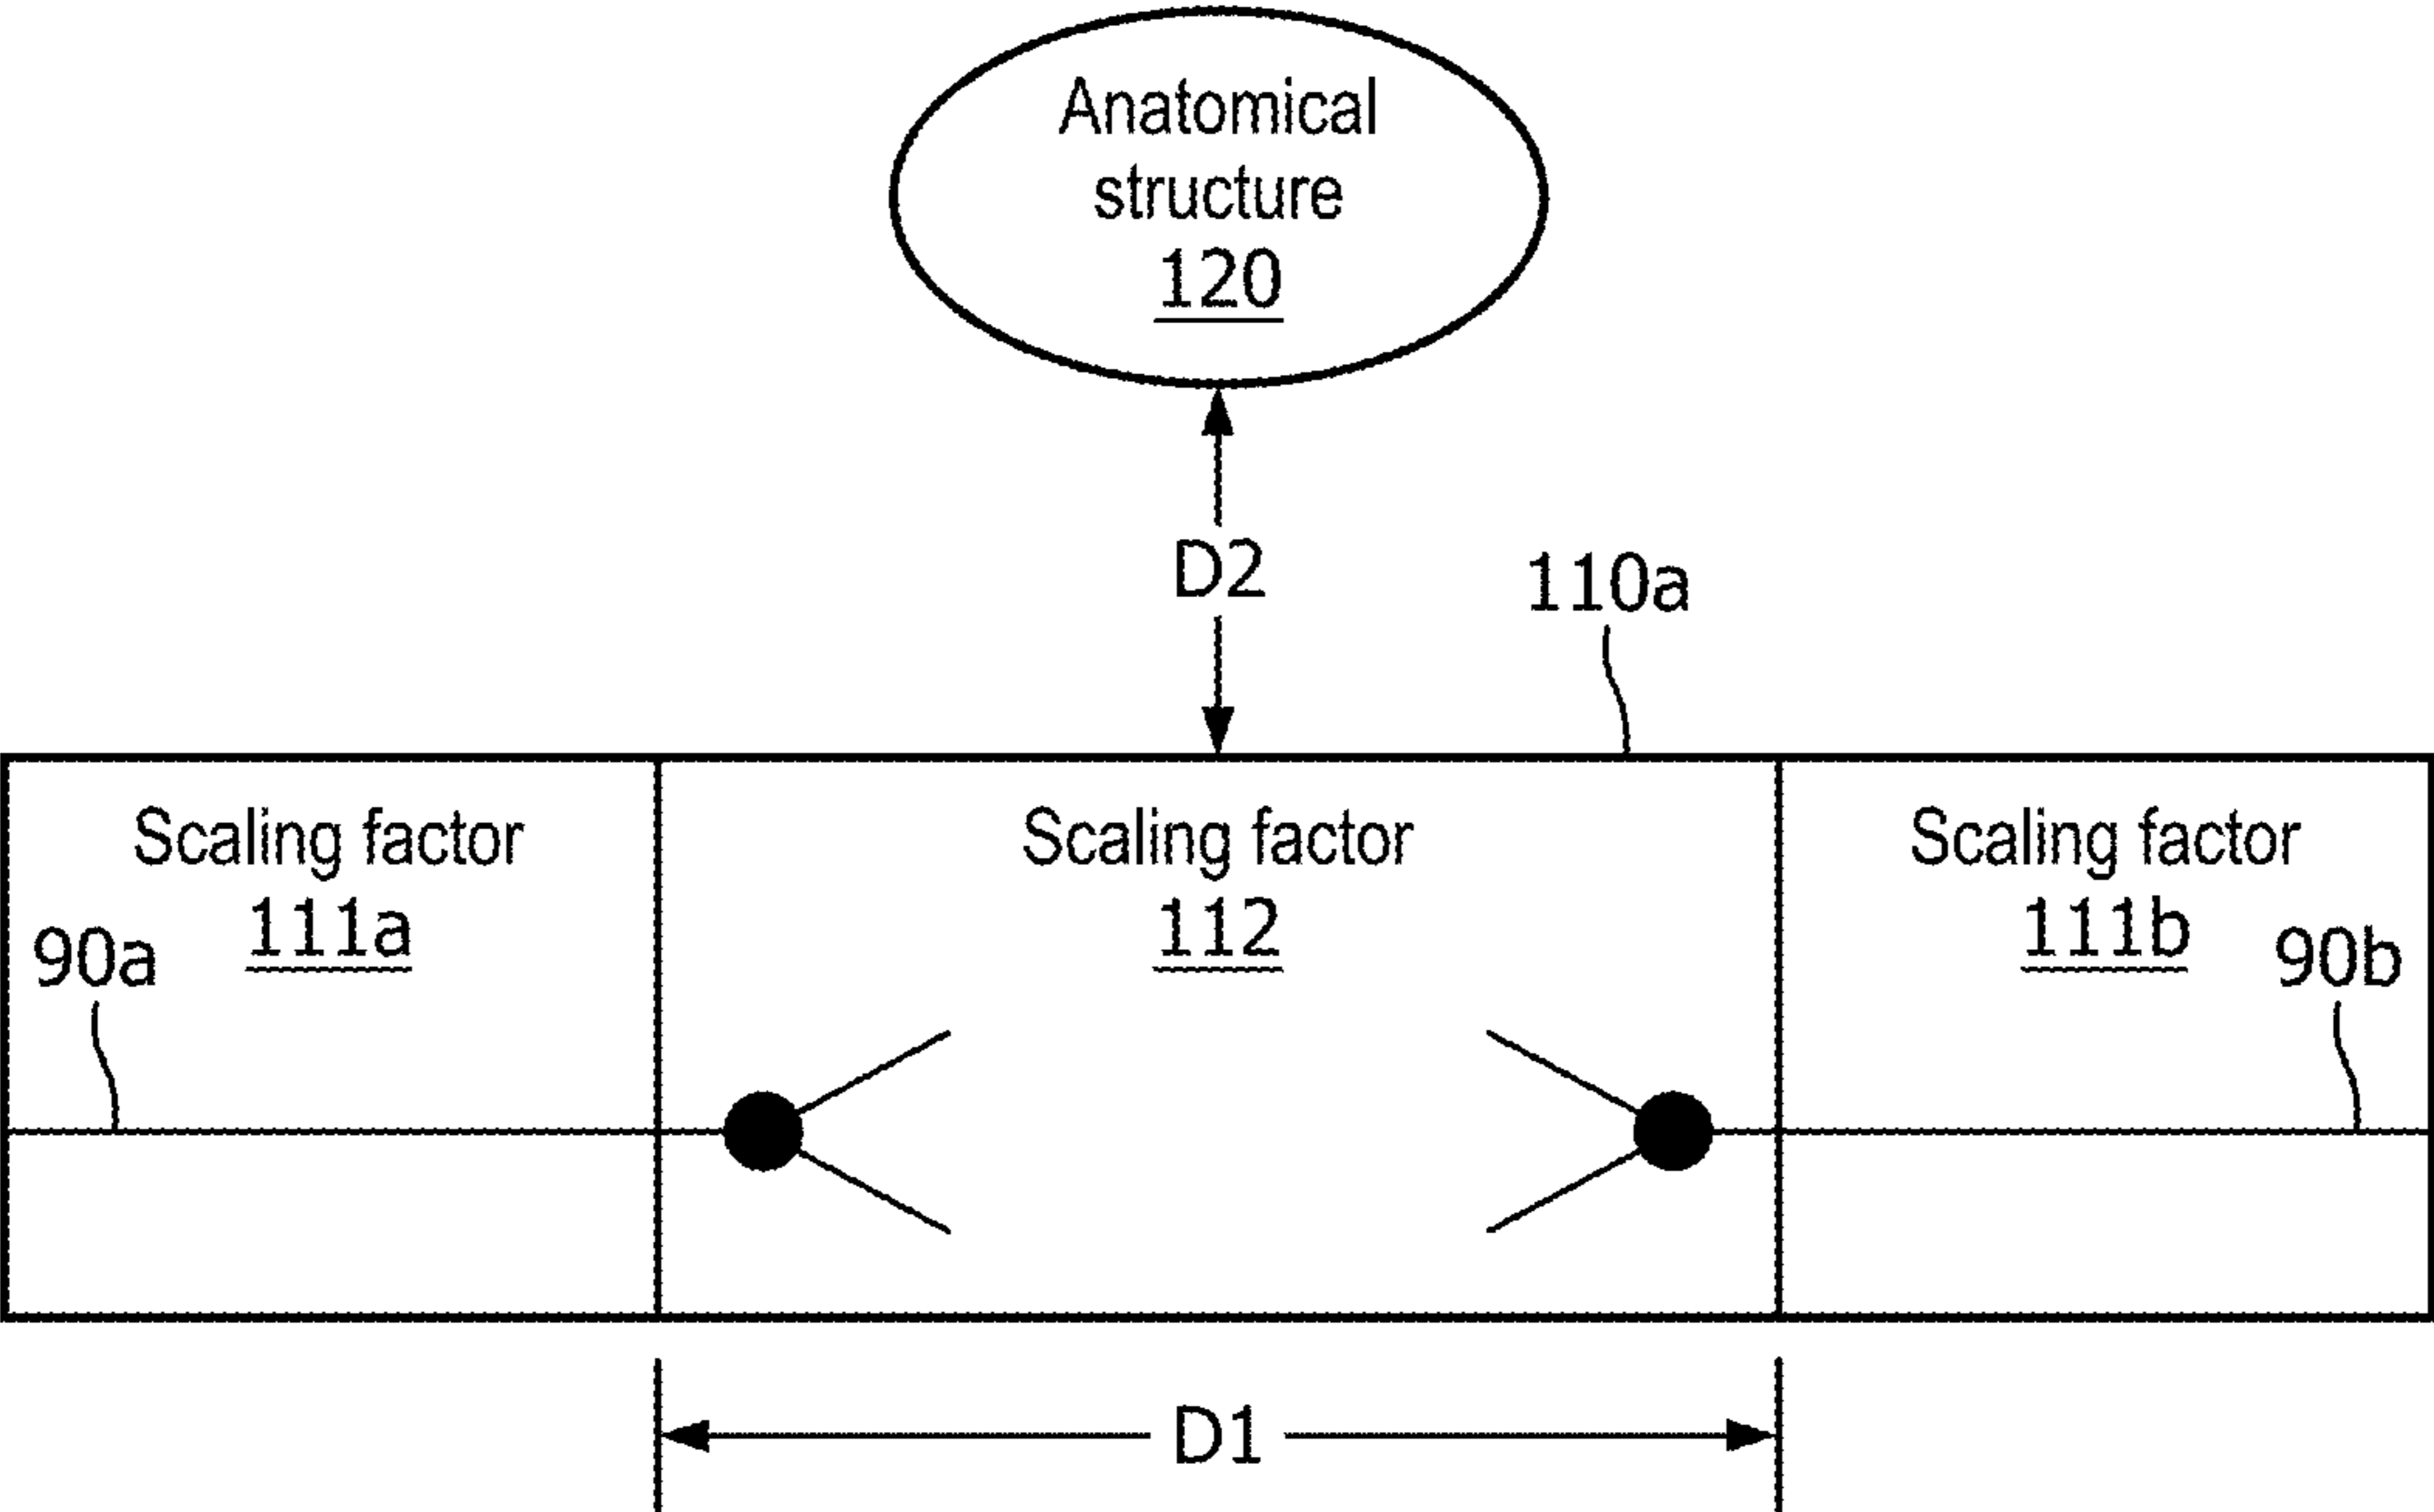 Anatomical
structure
120
D2
110a
Scaling factor
111a
90a
Scaling factor
112
Scaling factor
111b
90b
D1